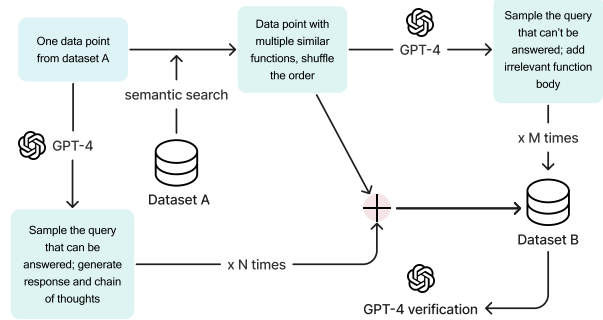 One data point
from dataset A
Data point with
multiple similar
functions, shuffle
the order
GPT-4
Sample the query
that can't be
answered; add
irrelevant function
body
semantic search
GPT-4
Dataset A
x M times
Sample the query
that can be
answered; generate
response and chain
of thoughts
x N times
Dataset B
GPT-4 verification